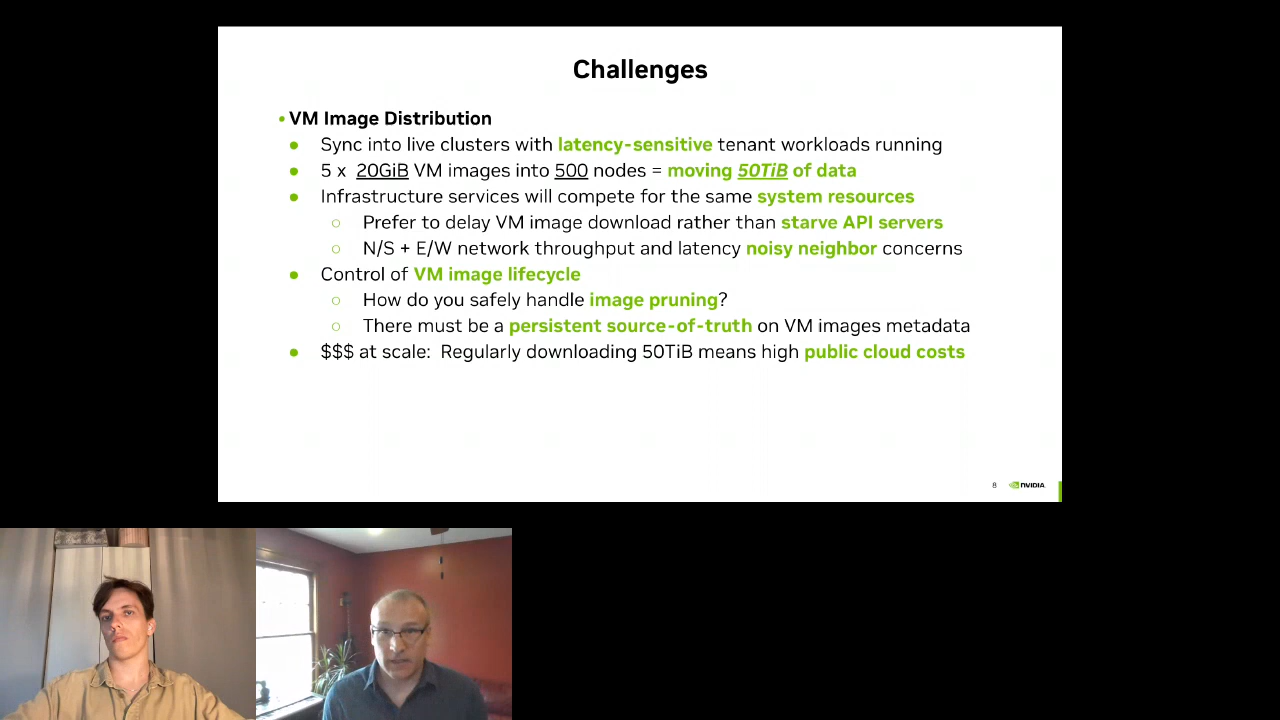 Challenges
• VM Image Distribution
● Sync into live clusters with latency-sensitive tenant workloads running
● 5 x 20GiB VM images into 500 nodes = moving 50TiB of data
● Infrastructure services will compete for the same system resources
○ Prefer to delay VM image download rather than starve API servers
○ N/S + E/W network throughput and latency noisy neighbor concerns
● Control of VM image lifecycle
○ How do you safely handle image pruning?
○ There must be a persistent source-of-truth on VM images metadata
● $$$ at scale: Regularly downloading 50TiB means high public cloud costs
8 NVIDIA